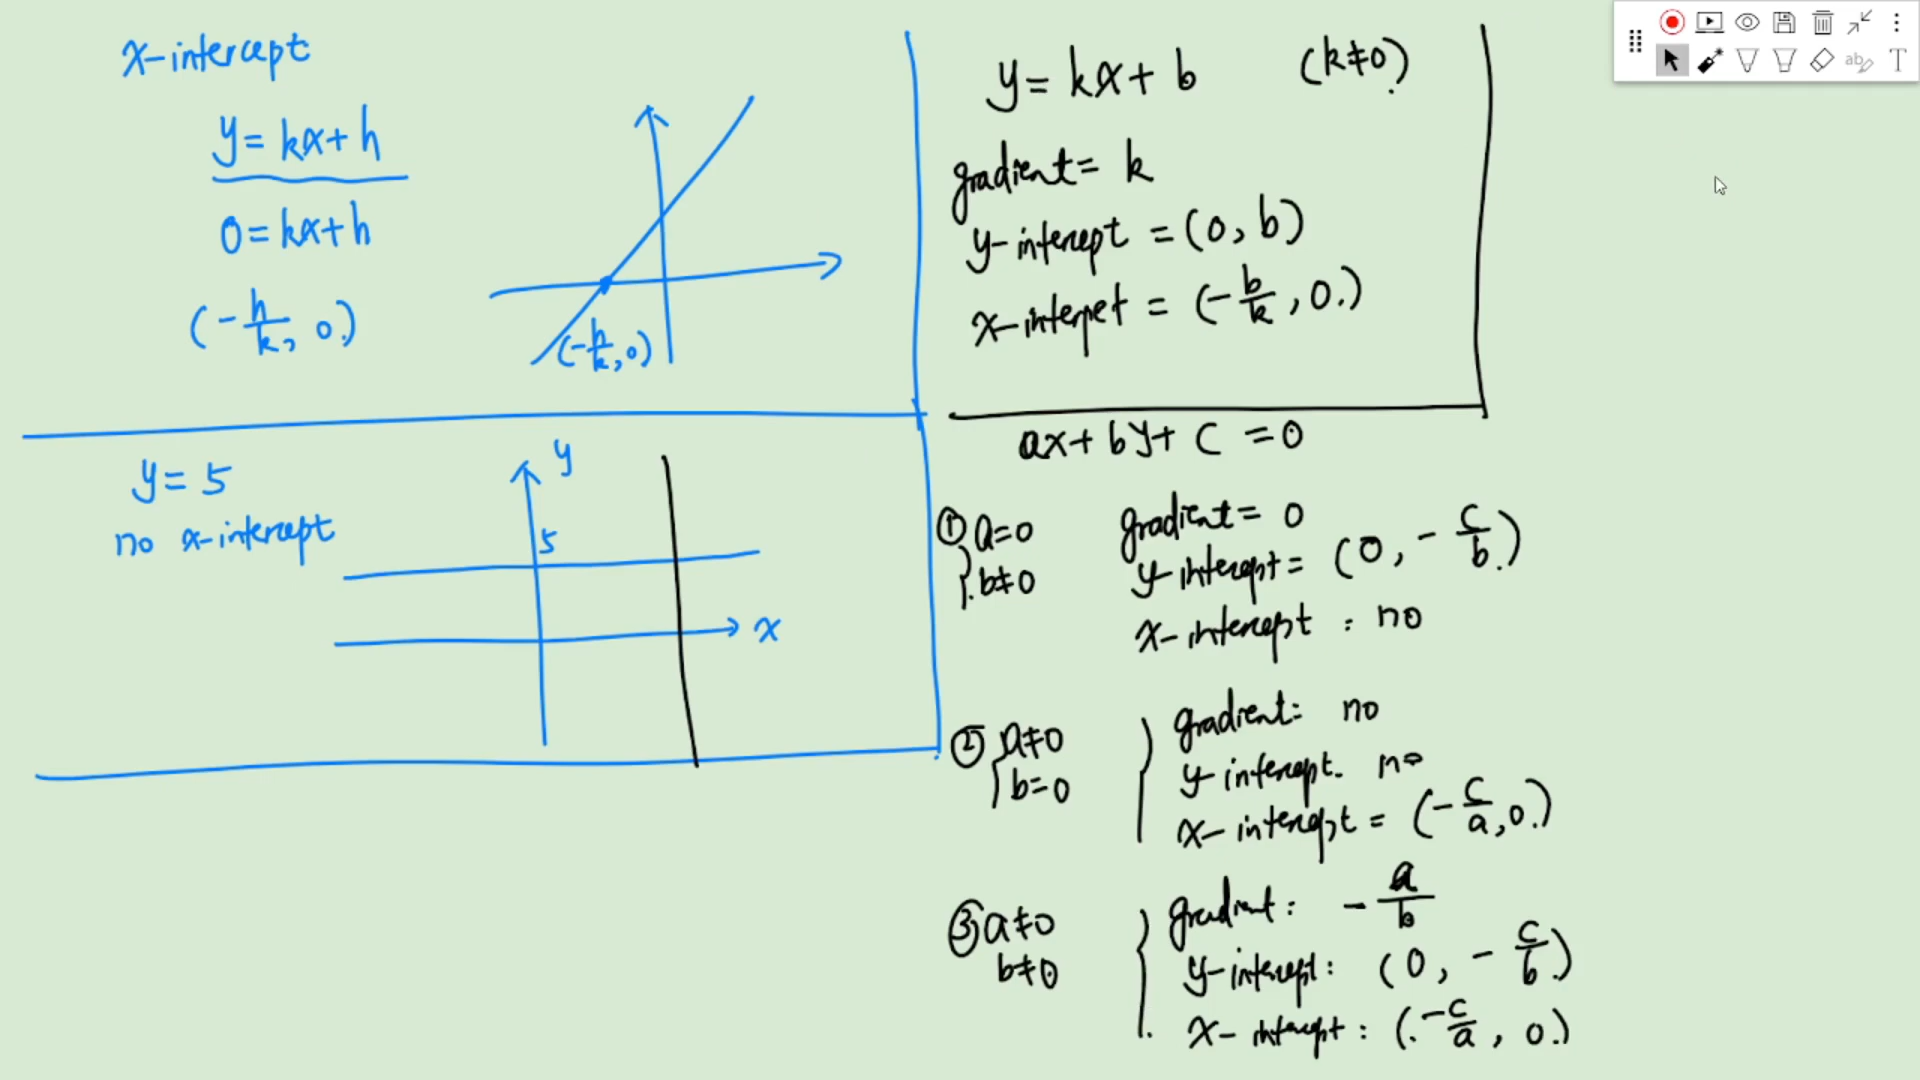 x-intercept
y = kx + h
0 = kx + h
(-h/k, 0)
(-h/k, 0)
y = 5
no x-intercept
y
5
x
y = kx + b (k≠0)
gradient = k
y-intercept = (0, b)
x-interpet = (-b/k, 0.)
ax + by + c = 0
① a=0
b≠0
gradient = 0
y-intercept = (0, -c/b.)
x-intercept : no
② a≠0
b=0
gradient: no
y-intercept. no
x-intercept = (-c/a, 0.)
③ a≠0
b≠0
gradient: -a/b
y-intercept: (0, -c/b.)
x-intercept: (-c/a, 0.)
ab
T